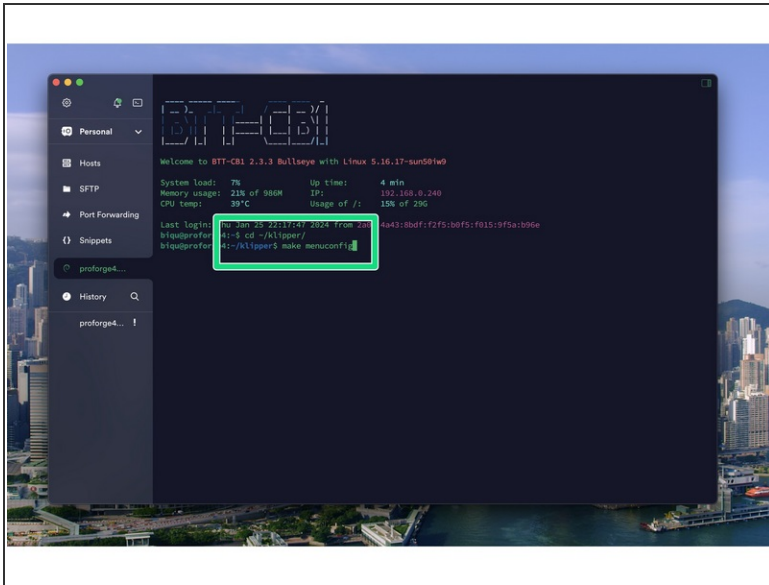 Personal
Hosts
SFTP
Port Forwarding
Snippets
proforge4....
History
proforge4... !
BTT-CB1
Welcome to BTT-CB1 2.3.3 Bullseye with Linux 5.16.17-sun50iw9
System load: 7% Up time: 4 min
Memory usage: 21% of 986M IP: 192.168.0.240
CPU temp: 39°C Usage of /: 15% of 29G
Last login: hu Jan 25 22:17:47 2024 from 2a0 4a43:8bdf:f2f5:b0f5:f015:9f5a:b96e
biqu@profor 4:~$ cd ~/klipper/
biqu@profor 4:~/klipper$ make menuconfig